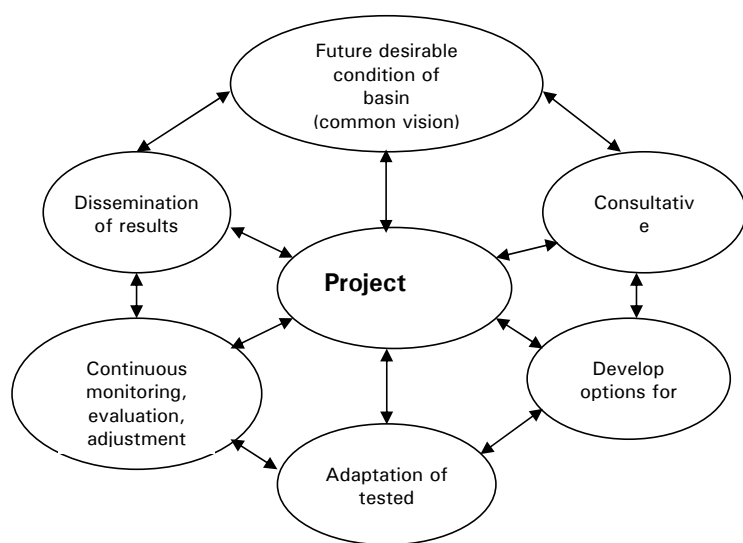 Future desirable
condition of
basin
(common vision)
Dissemination
of results
Consultativ
e
Project
Continuous
monitoring,
evaluation,
adjustment
Develop
options for
Adaptation of
tested